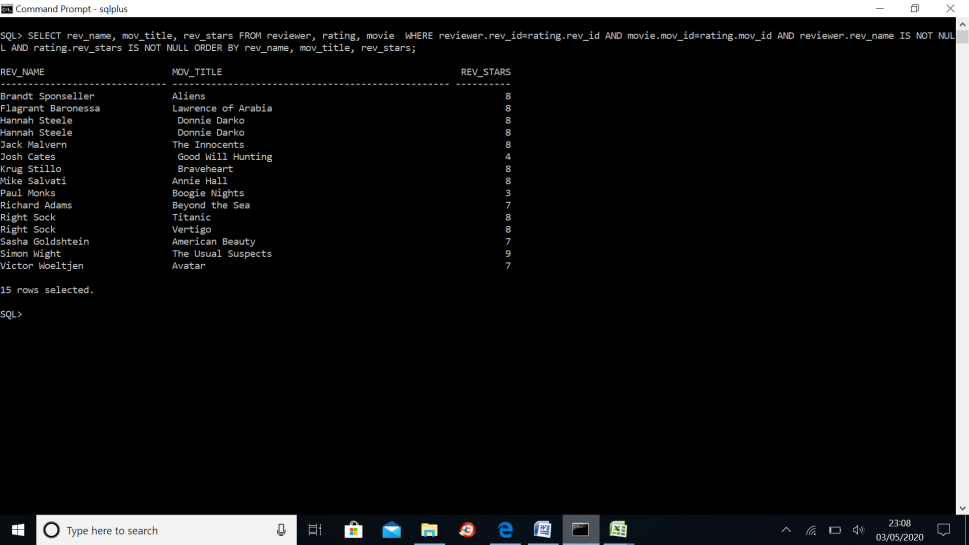 Command Prompt - sqlplus
SQL> SELECT rev_name, mov_title, rev_stars FROM reviewer, rating, movie  WHERE reviewer.rev_id=rating.rev_id AND movie.mov_id=rating.mov_id AND reviewer.rev_name IS NOT NUL
L AND rating.rev_stars IS NOT NULL ORDER BY rev_name, mov_title, rev_stars;
REV_NAME MOV_TITLE REV_STARS
---------------------------- ------------------------------------------------- ----------
Brandt Sponseller Aliens 8
Flagrant Baronessa Lawrence of Arabia 8
Hannah Steele Donnie Darko 8
Hannah Steele Donnie Darko 8
Jack Malvern The Innocents 8
Josh Cates Good Will Hunting 4
Krug Stillo Braveheart 8
Mike Salvati Annie Hall 8
Paul Monks Boogie Nights 3
Richard Adams Beyond the Sea 7
Right Sock Titanic 8
Right Sock Vertigo 8
Sasha Goldshtein American Beauty 7
Simon Wight The Usual Suspects 9
Victor Woeltjen Avatar 7
15 rows selected.
SQL>
Type here to search
23:08
03/05/2020